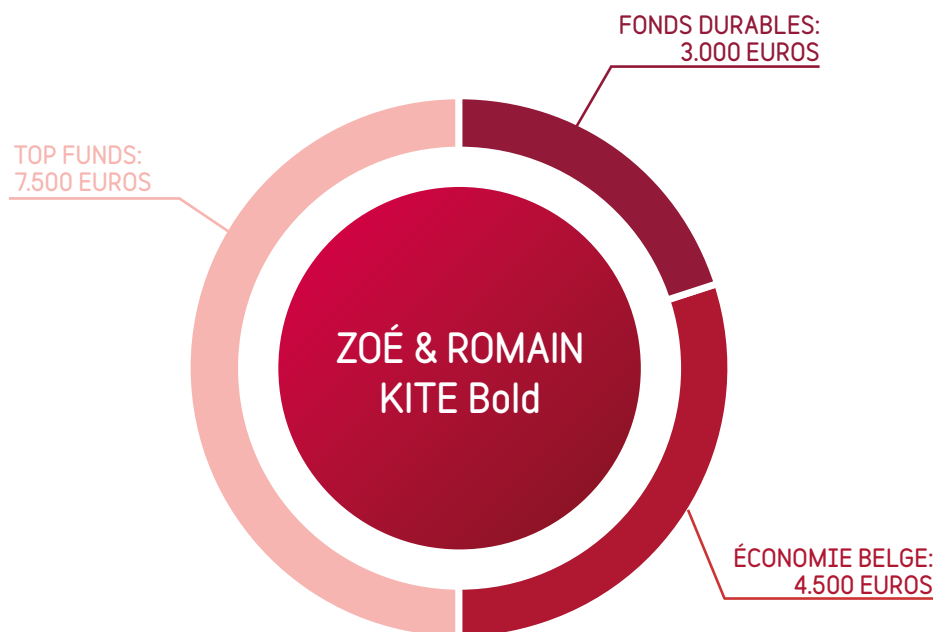 FONDS DURABLES:
3.000 EUROS
TOP FUNDS:
7.500 EUROS
ZOÉ & ROMAIN
KITE Bold
ÉCONOMIE BELGE:
4.500 EUROS